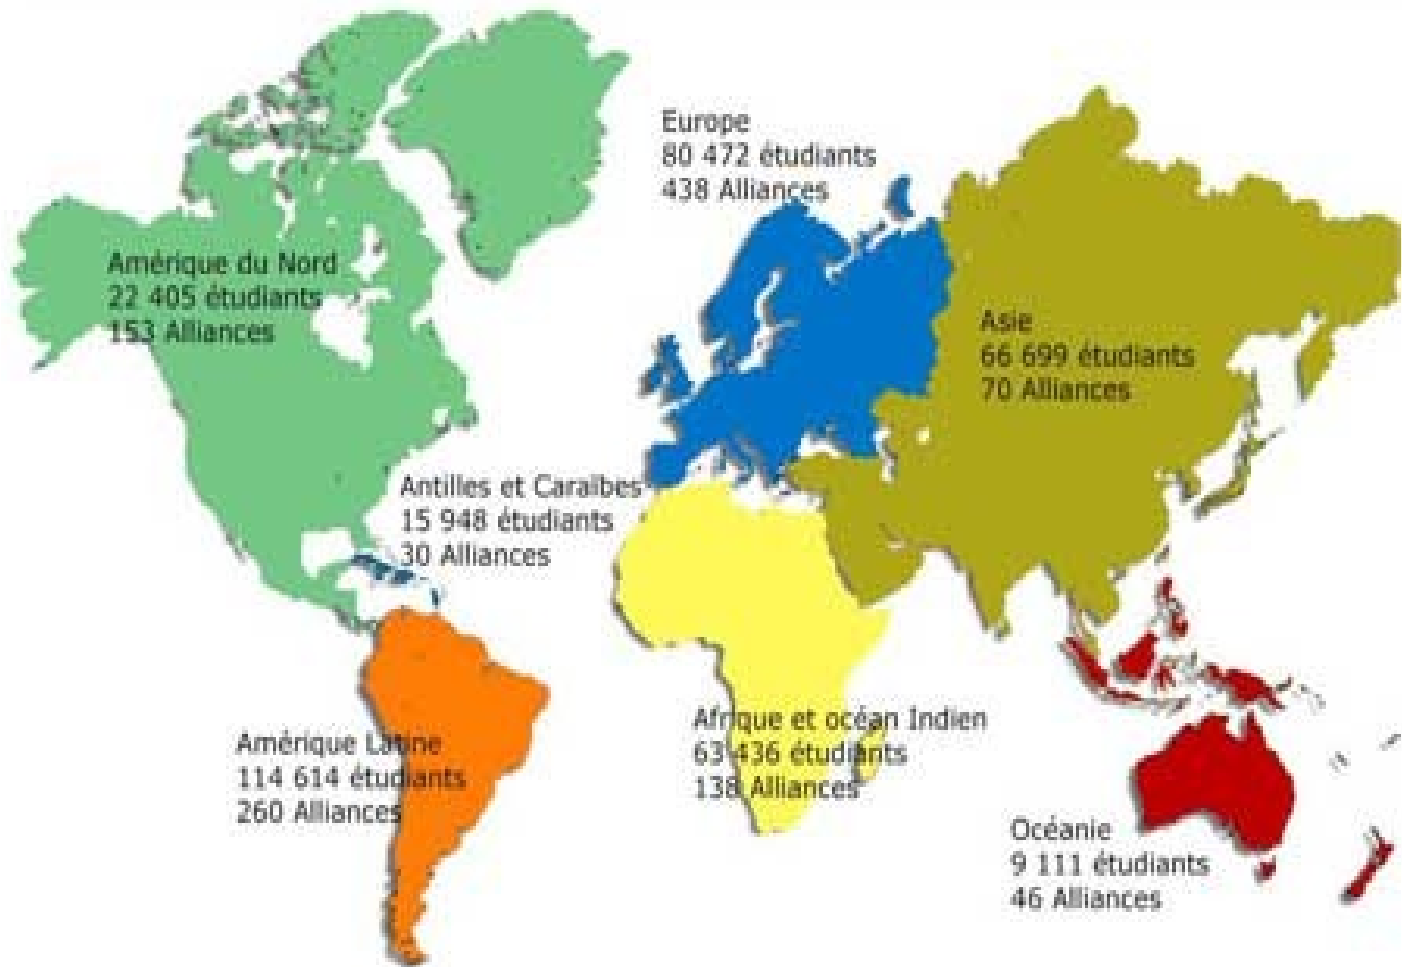 Europe
80 472 étudiants
438 Alliances
Amérique du Nord
22 405 étudiants
153 Alliances
Asie
66 699 étudiants
70 Alliances
Antilles et Caraïbes
15 948 étudiants
30 Alliances
Afrique et océan Indien
63 436 étudiants
138 Alliances
Amérique Latine
114 614 étudiants
260 Alliances
Océanie
9 111 étudiants
46 Alliances